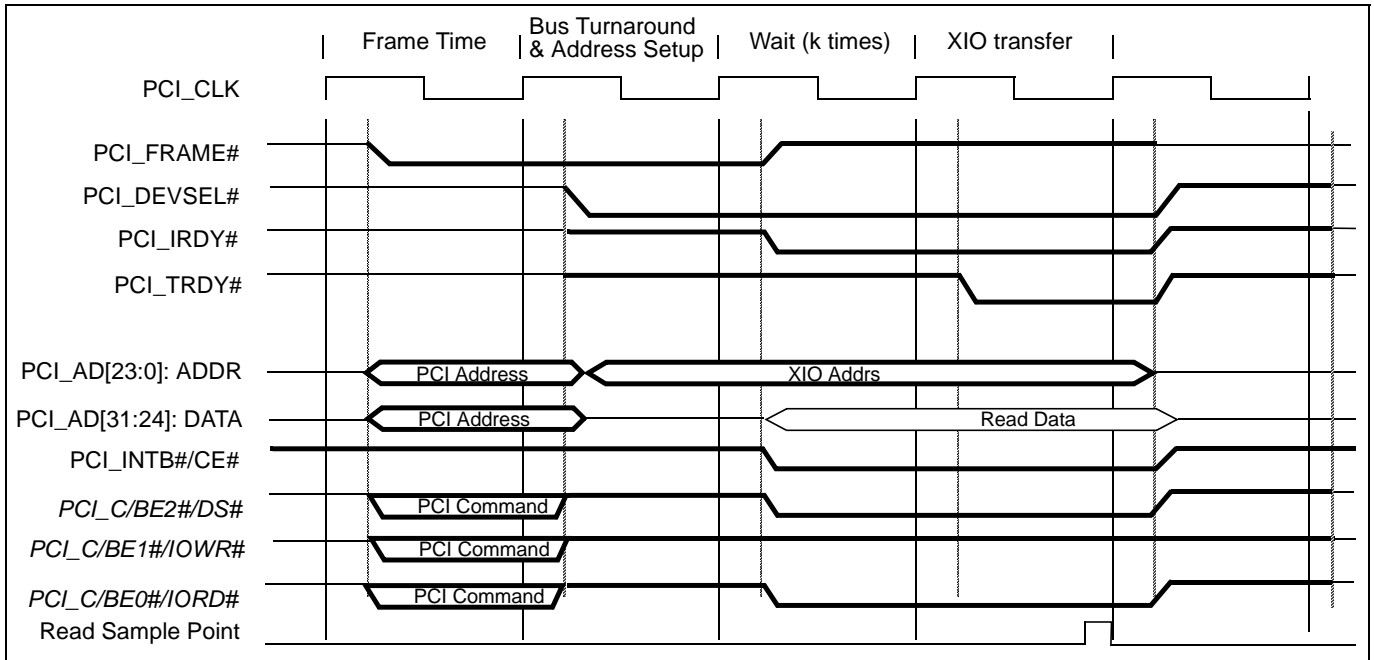 Frame Time
Bus Turnaround
& Address Setup
Wait (k times)
XIO transfer
PCI_CLK
PCI_FRAME#
PCI_DEVSEL#
PCI_IRDY#
PCI_TRDY#
PCI_AD[23:0]: ADDR
PCI Address
XIO Addrs
PCI_AD[31:24]: DATA
PCI Address
Read Data
PCI_INTB#/CE#
PCI_C/BE2#/DS#
PCI Command
PCI_C/BE1#/IOWR#
PCI Command
PCI_C/BE0#/IORD#
PCI Command
Read Sample Point